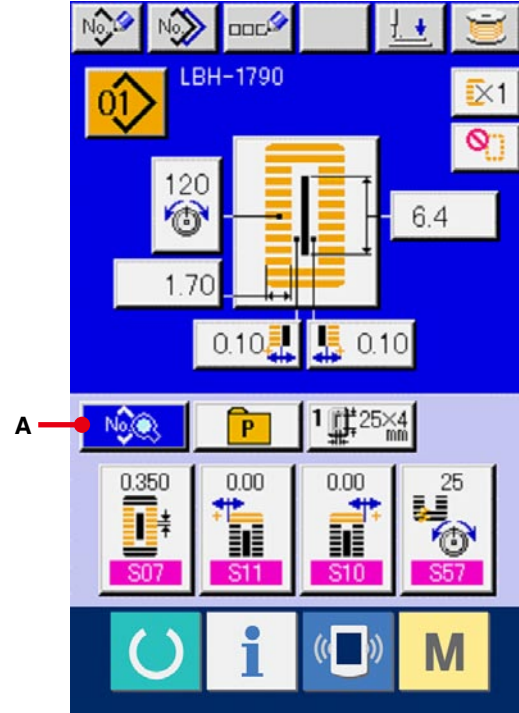 No. No.
LBH-1790
01
×1
120
6.4
1.70
0.10 0.10
A No. P 1 25×4
mm
0.350 0.00 0.00 25
S07 S11 S10 S57
i M